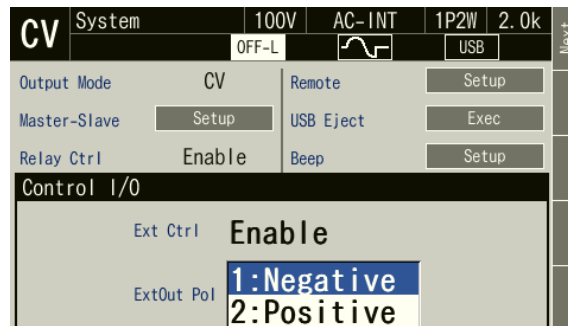 CV System 100V AC-INT 1P2W 2.0k
OFF-L USB
Next
Output Mode CV Remote Setup
Master-Slave Setup USB Eject Exec
Relay Ctrl Enable Beep Setup
Control I/O
Ext Ctrl Enable
ExtOut Pol 1:Negative
2:Positive